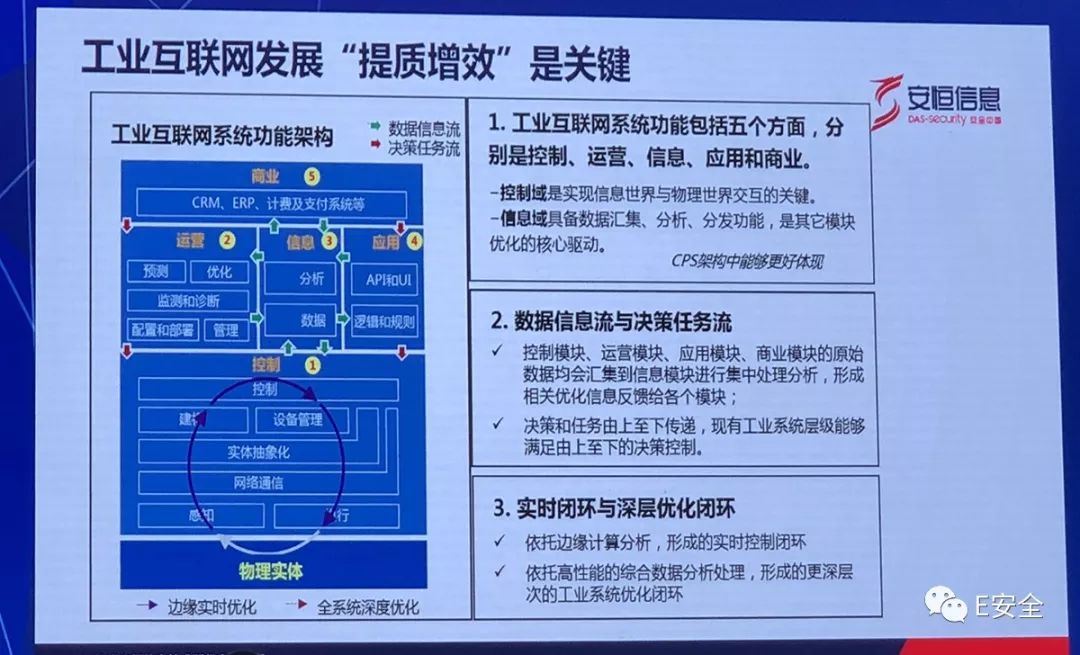 工业互联网发展“提质增效”是关键
安恒信息
DAS-security 安全中国
工业互联网系统功能架构
数据信息流
决策任务流
商业 5
CRM、ERP、计费及支付系统等
运营 2
信息 3
应用 4
预测
优化
分析
API和UI
监测和诊断
数据
逻辑和规则
配置和部署
管理
控制 1
控制
建模
设备管理
实体抽象化
网络通信
感知
行
物理实体
边缘实时优化
全系统深度优化
1. 工业互联网系统功能包括五个方面，分
别是控制、运营、信息、应用和商业。
-控制域是实现信息世界与物理世界交互的关键。
-信息域具备数据汇集、分析、分发功能，是其它模块
优化的核心驱动。
CPS架构中能够更好体现
2. 数据信息流与决策任务流
✓ 控制模块、运营模块、应用模块、商业模块的原始
数据均会汇集到信息模块进行集中处理分析，形成
相关优化信息反馈给各个模块；
✓ 决策和任务由上至下传递，现有工业系统层级能够
满足由上至下的决策控制。
3. 实时闭环与深层优化闭环
✓ 依托边缘计算分析，形成的实时控制闭环
✓ 依托高性能的综合数据分析处理，形成的更深层
次的工业系统优化闭环
E安全